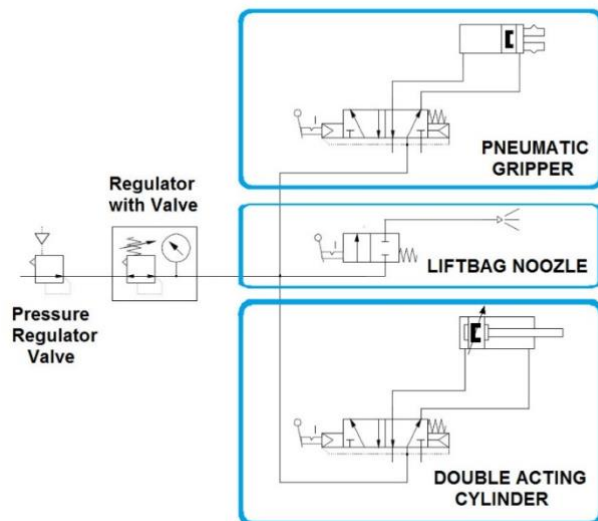 PNEUMATIC
GRIPPER
Regulator
with Valve
LIFTBAG NOOZLE
Pressure
Regulator
Valve
DOUBLE ACTING
CYLINDER